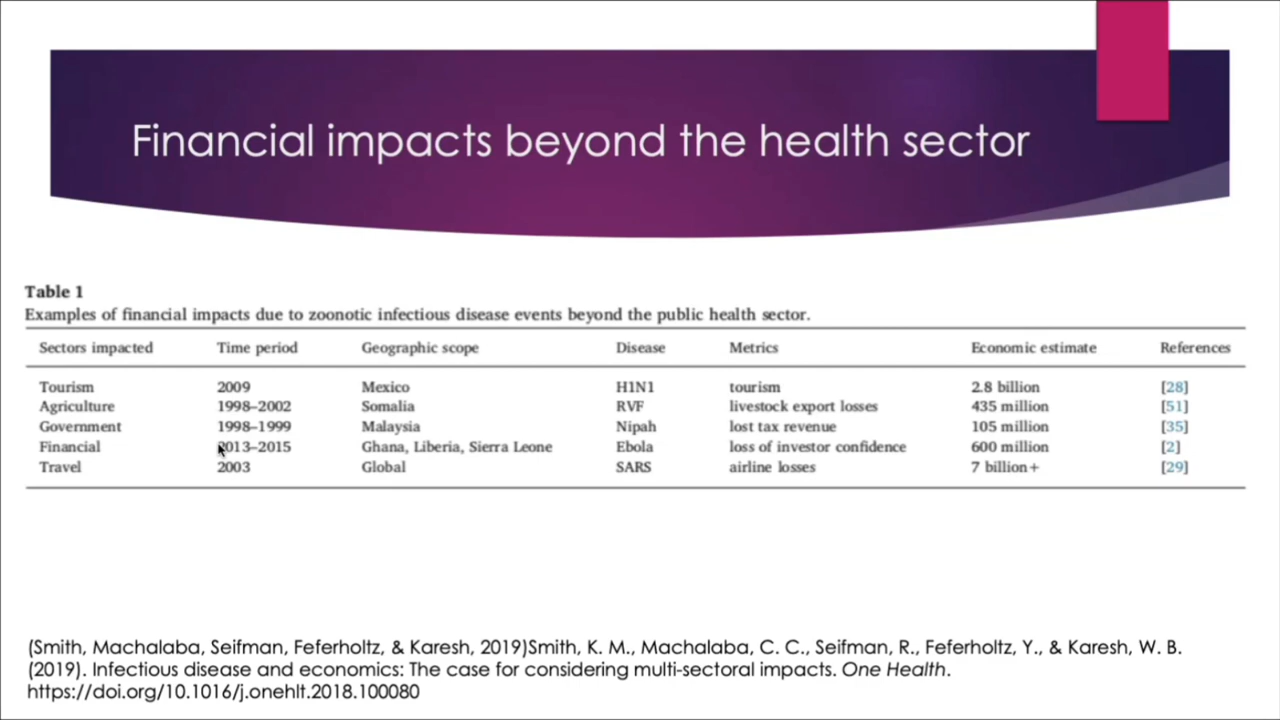 Financial impacts beyond the health sector
Table 1
Examples of financial impacts due to zoonotic infectious disease events beyond the public health sector.
Sectors impacted Time period Geographic scope Disease Metrics Economic estimate References
Tourism 2009 Mexico H1N1 tourism 2.8 billion [28]
Agriculture 1998–2002 Somalia RVF livestock export losses 435 million [51]
Government 1998–1999 Malaysia Nipah lost tax revenue 105 million [35]
Financial 2013–2015 Ghana, Liberia, Sierra Leone Ebola loss of investor confidence 600 million [2]
Travel 2003 Global SARS airline losses 7 billion+ [29]
(Smith, Machalaba, Seifman, Feferholtz, & Karesh, 2019)Smith, K. M., Machalaba, C. C., Seifman, R., Feferholtz, Y., & Karesh, W. B.
(2019). Infectious disease and economics: The case for considering multi-sectoral impacts. One Health.
https://doi.org/10.1016/j.onehlt.2018.100080